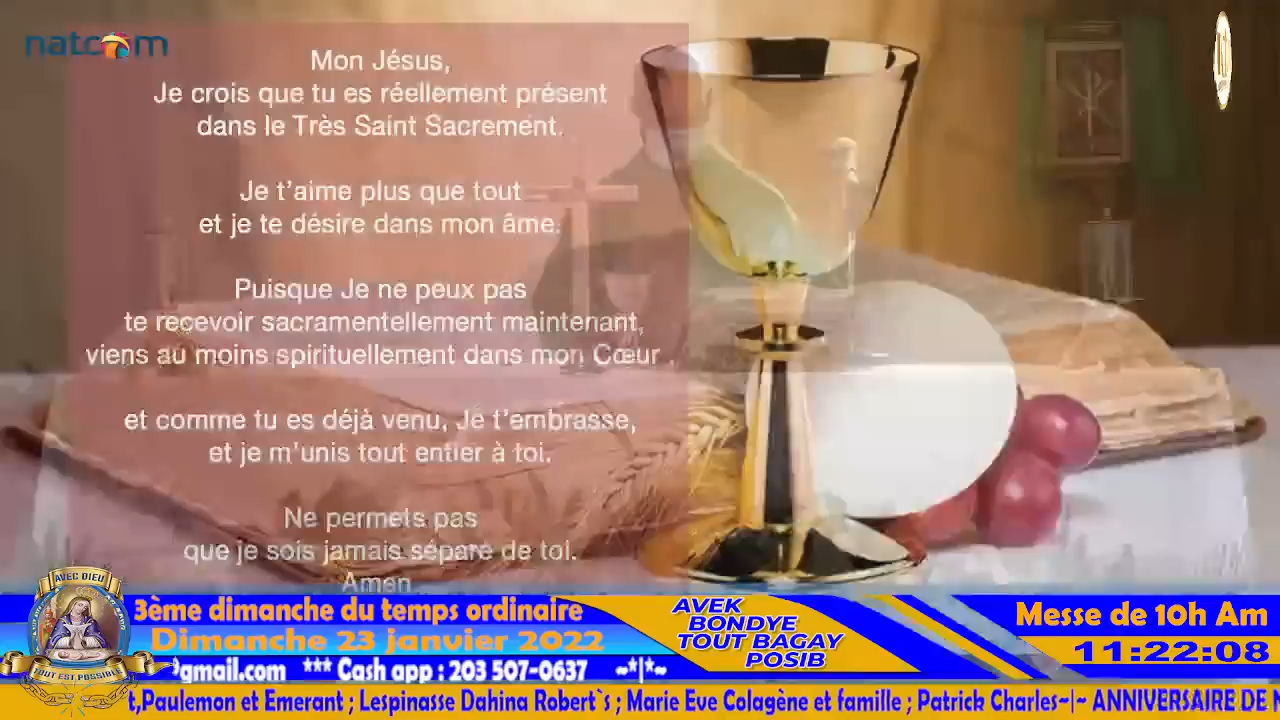 natcom
Mon Jésus,
Je crois que tu es réellement présent
dans le Très Saint Sacrement.
Je t'aime plus que tout
et je te désire dans mon âme.
Puisque Je ne peux pas
te recevoir sacramentellement maintenant,
viens au moins spirituellement dans mon Cœur .
et comme tu es déjà venu, Je t'embrasse,
et je m'unis tout entier à toi.
Ne permets pas
que je sois jamais séparé de toi.
Amen
AVEC DIEU
TOUT EST POSSIBLE
3ème dimanche du temps ordinaire
Dimanche 23 janvier 2022
AVEK
BONDYE
TOUT BAGAY
POSIB
Messe de 10h Am
11:22:08
gmail.com *** Cash app : 203 507-0637 ~*|*~
t,Paulemon et Emerant ; Lespinasse Dahina Robert`s ; Marie Eve Colagène et famille ; Patrick Charles~|~ ANNIVERSAIRE DE